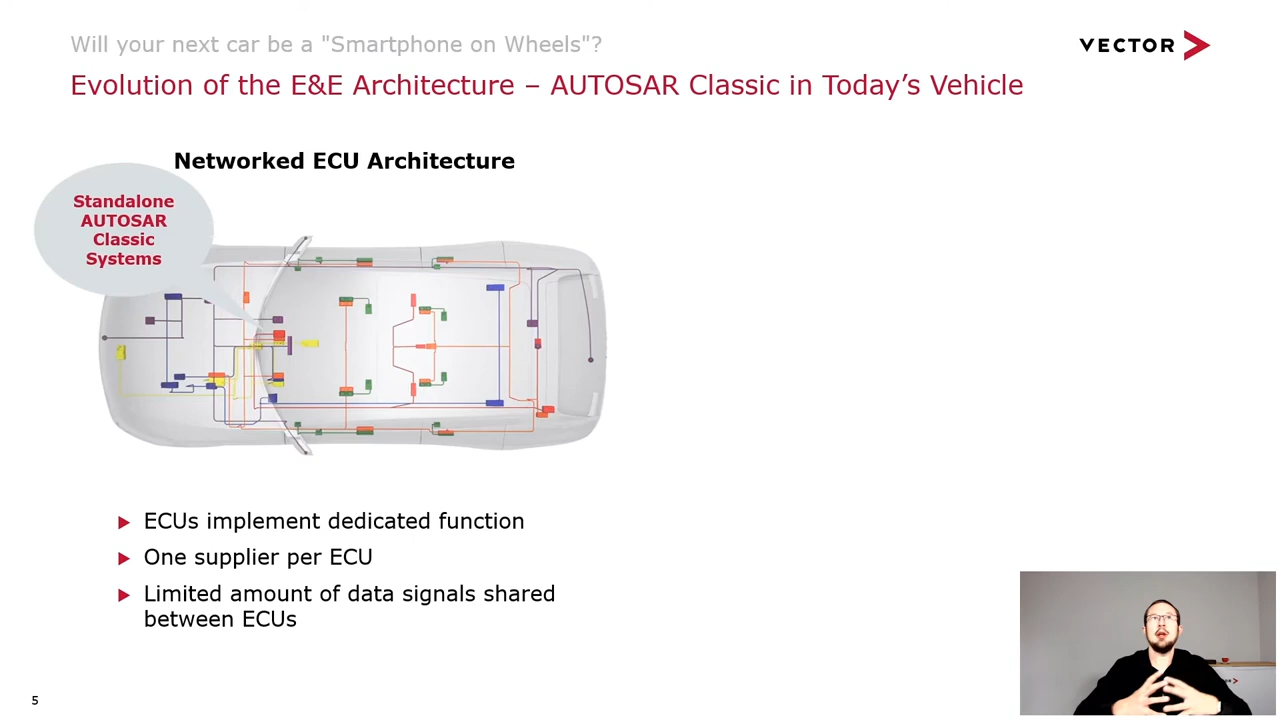 Will your next car be a "Smartphone on Wheels"?
VECTOR
Evolution of the E&E Architecture – AUTOSAR Classic in Today’s Vehicle
Networked ECU Architecture
Standalone
AUTOSAR
Classic
Systems
ECUs implement dedicated function
One supplier per ECU
Limited amount of data signals shared
between ECUs
5